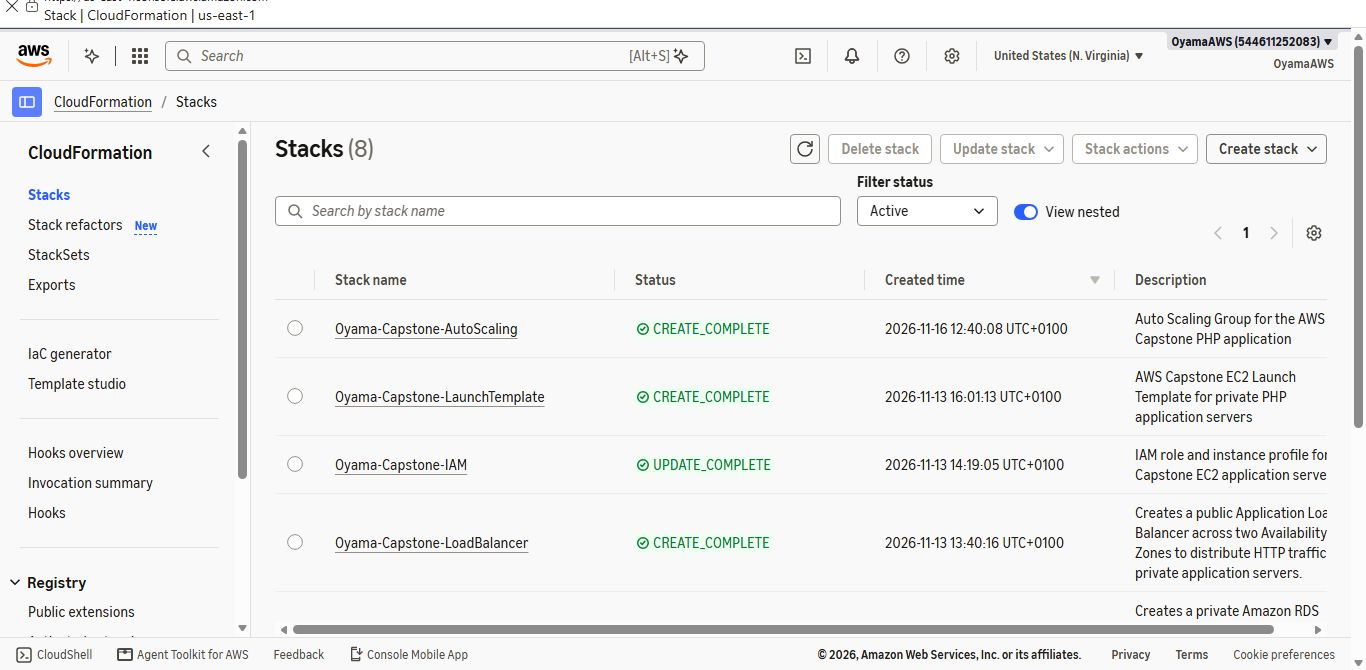 Stack | CloudFormation | us-east-1
aws
Search
[Alt+S]
United States (N. Virginia)
OyamaAWS (544611252083)
OyamaAWS
CloudFormation / Stacks
CloudFormation
Stacks
Stack refactors New
StackSets
Exports
IaC generator
Template studio
Hooks overview
Invocation summary
Hooks
Registry
Public extensions
Stacks (8)
Delete stack
Update stack
Stack actions
Create stack
Filter status
Search by stack name
Active
View nested
1
Stack name Status Created time Description
Oyama-Capstone-AutoScaling CREATE_COMPLETE 2026-11-16 12:40:08 UTC+0100
Auto Scaling Group for the AWS
Capstone PHP application
Oyama-Capstone-LaunchTemplate CREATE_COMPLETE 2026-11-13 16:01:13 UTC+0100
AWS Capstone EC2 Launch
Template for private PHP
application servers
Oyama-Capstone-IAM UPDATE_COMPLETE 2026-11-13 14:19:05 UTC+0100
IAM role and instance profile for
Capstone EC2 application serve
Oyama-Capstone-LoadBalancer CREATE_COMPLETE 2026-11-13 13:40:16 UTC+0100
Creates a public Application Loa
Balancer across two Availability
Zones to distribute HTTP traffic
private application servers.
Creates a private Amazon RDS
CloudShell
Agent Toolkit for AWS
Feedback
Console Mobile App
© 2026, Amazon Web Services, Inc. or its affiliates.
Privacy
Terms
Cookie preferences